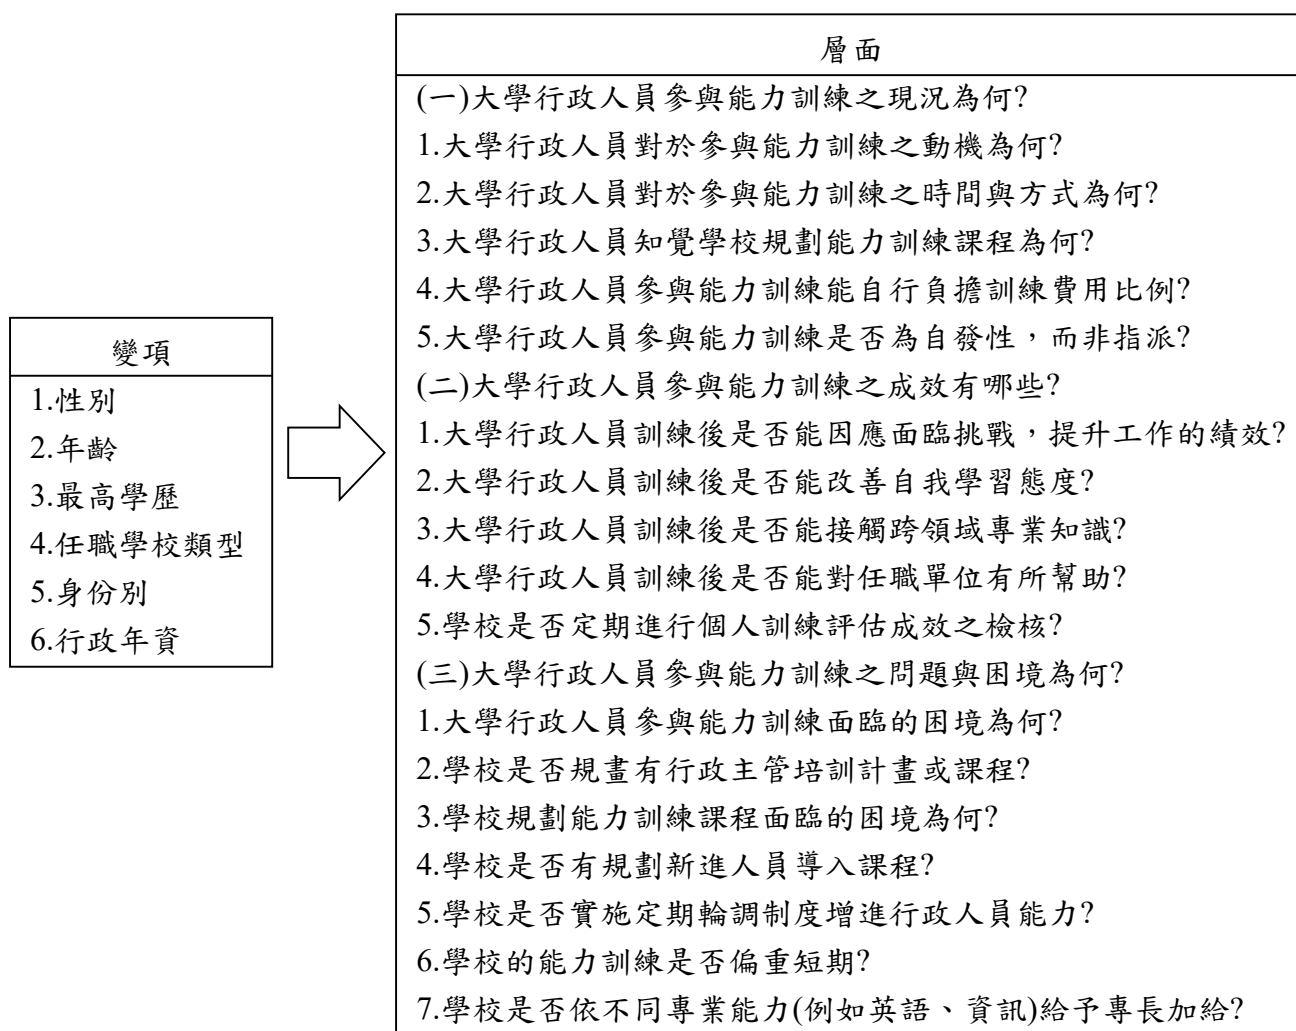 變項
1.性別
2.年齡
3.最高學歷
4.任職學校類型
5.身份別
6.行政年資
層面
(一)大學行政人員參與能力訓練之現況為何?
1.大學行政人員對於參與能力訓練之動機為何?
2.大學行政人員對於參與能力訓練之時間與方式為何?
3.大學行政人員知覺學校規劃能力訓練課程為何?
4.大學行政人員參與能力訓練能自行負擔訓練費用比例?
5.大學行政人員參與能力訓練是否為自發性，而非指派?
(二)大學行政人員參與能力訓練之成效有哪些?
1.大學行政人員訓練後是否能因應面臨挑戰，提升工作的績效?
2.大學行政人員訓練後是否能改善自我學習態度?
3.大學行政人員訓練後是否能接觸跨領域專業知識?
4.大學行政人員訓練後是否能對任職單位有所幫助?
5.學校是否定期進行個人訓練評估成效之檢核?
(三)大學行政人員參與能力訓練之問題與困境為何?
1.大學行政人員參與能力訓練面臨的困境為何?
2.學校是否規畫有行政主管培訓計畫或課程?
3.學校規劃能力訓練課程面臨的困境為何?
4.學校是否有規劃新進人員導入課程?
5.學校是否實施定期輪調制度增進行政人員能力?
6.學校的能力訓練是否偏重短期?
7.學校是否依不同專業能力(例如英語、資訊)給予專長加給?